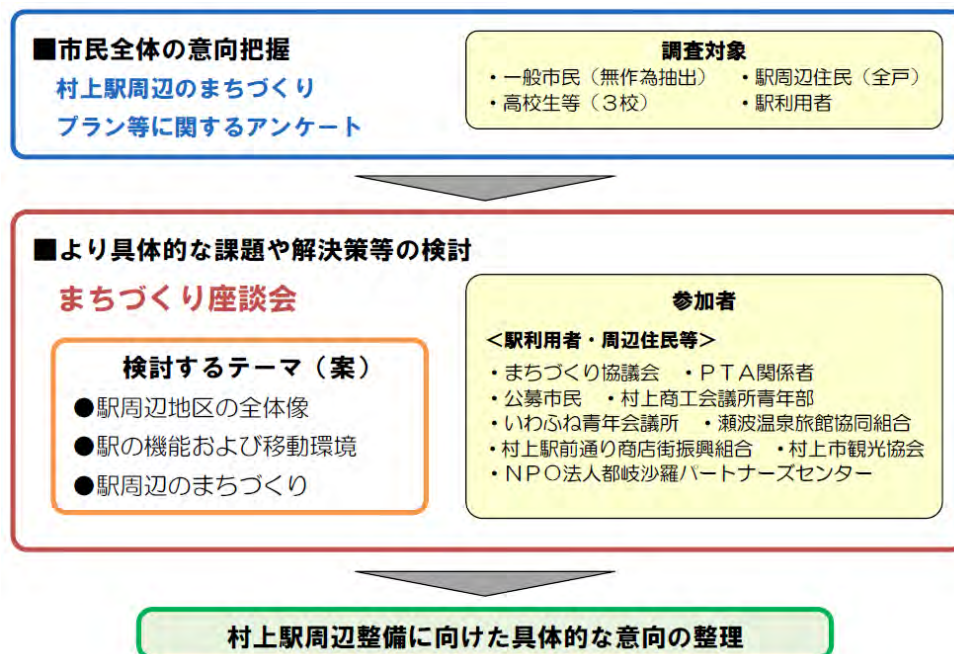 ■市民全体の意向把握
村上駅周辺のまちづくり
プラン等に関するアンケート
調査対象
・一般市民（無作為抽出） ・駅周辺住民（全戸）
・高校生等（３校） ・駅利用者
■より具体的な課題や解決策等の検討
まちづくり座談会
検討するテーマ（案）
●駅周辺地区の全体像
●駅の機能および移動環境
●駅周辺のまちづくり
参加者
＜駅利用者・周辺住民等＞
・まちづくり協議会 ・ＰＴＡ関係者
・公募市民 ・村上商工会議所青年部
・いわふね青年会議所 ・瀬波温泉旅館協同組合
・村上駅前通り商店街振興組合 ・村上市観光協会
・ＮＰＯ法人都岐沙羅パートナーズセンター
村上駅周辺整備に向けた具体的な意向の整理